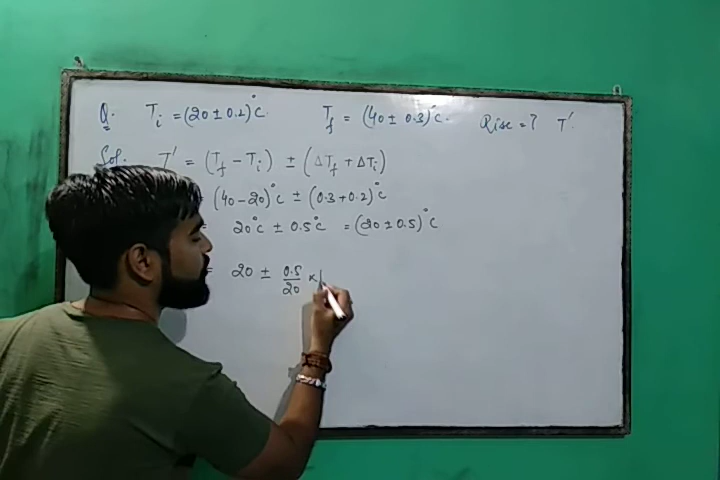 Q. Ti = (20 ± 0.2)°C. Tf = (40 ± 0.3)°C. Rise = ? T'.
Sol. T' = (Tf - Ti) ± (ΔTf + ΔTi)
(40-20)°C ± (0.3+0.2)°C
20°C ± 0.5°C = (20 ± 0.5)°C
= 20 ± 0.5/20 ×